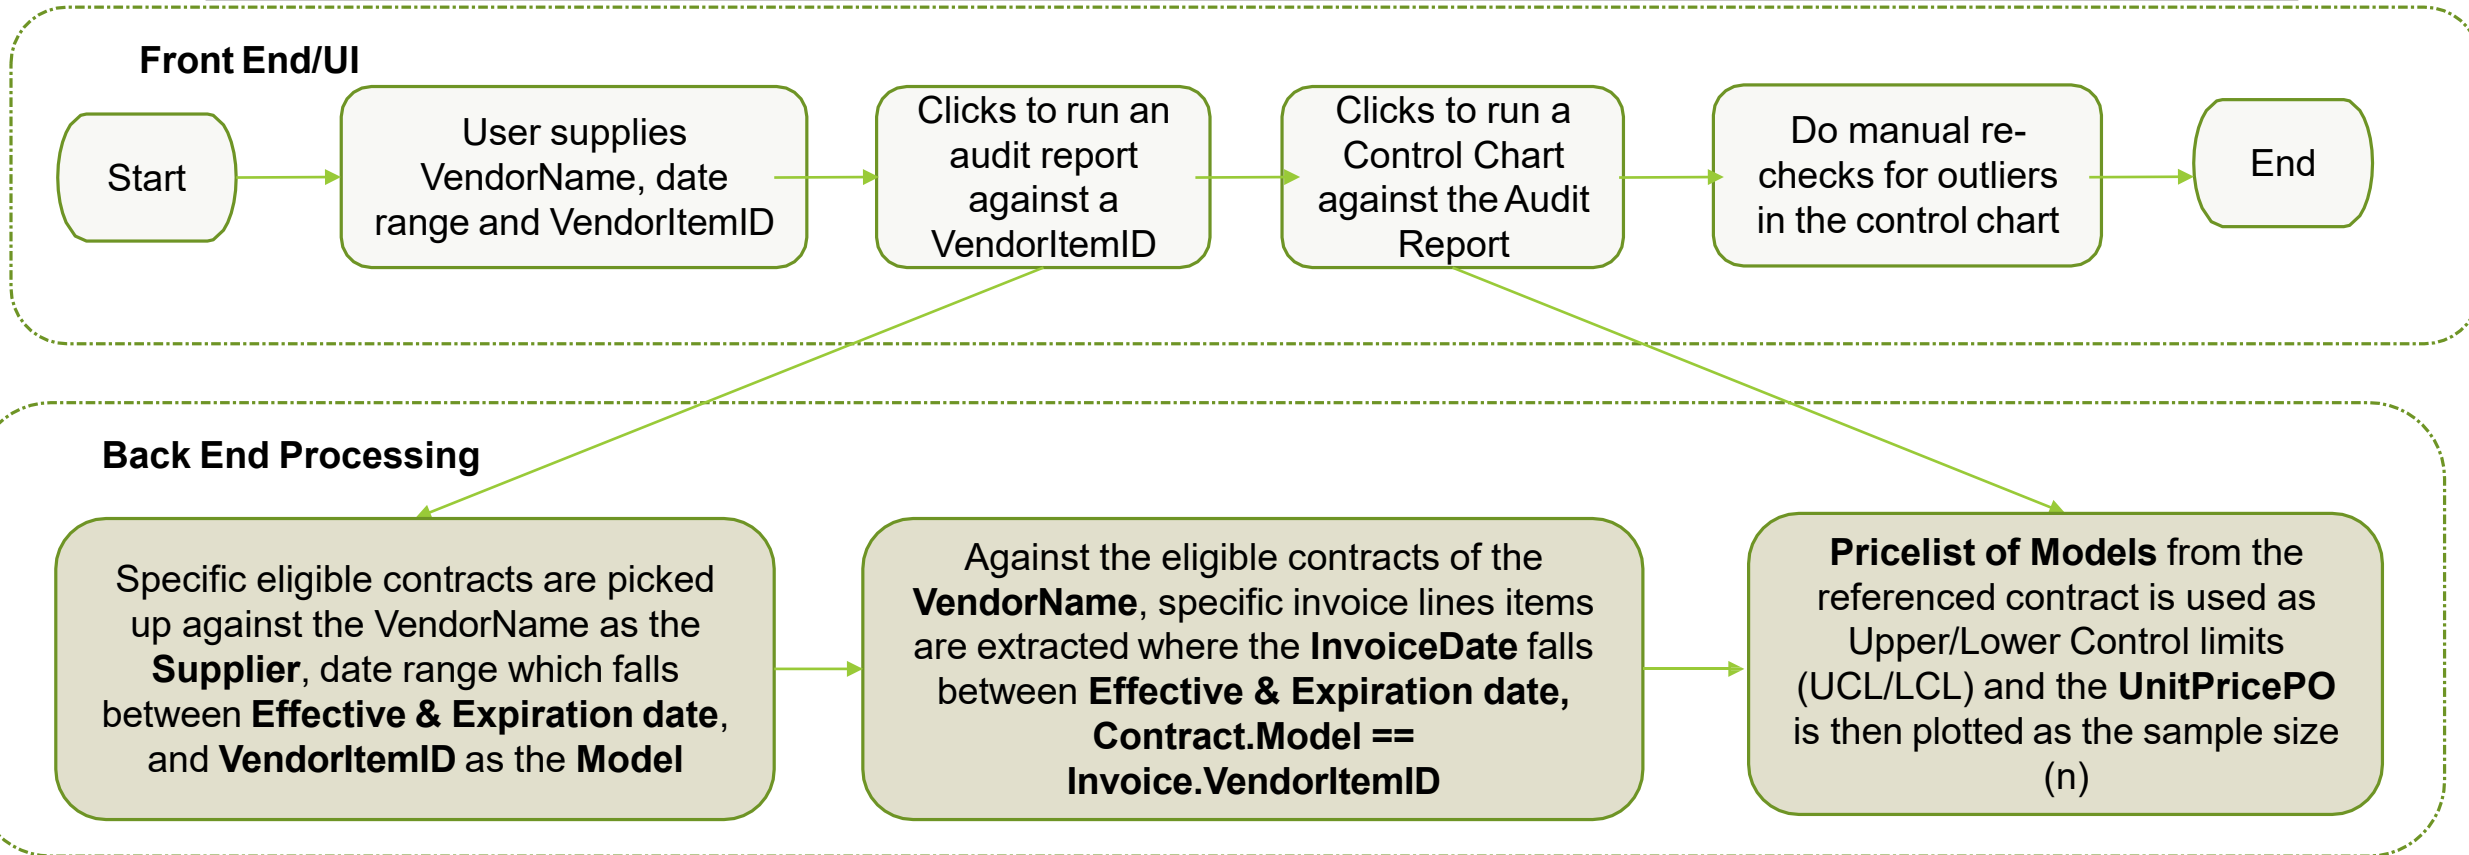 Front End/UI
Start
User supplies
VendorName, date
range and VendorItemID
Clicks to run an
audit report
against a
VendorItemID
Clicks to run a
Control Chart
against the Audit
Report
Do manual re-
checks for outliers
in the control chart
End
Back End Processing
Specific eligible contracts are picked
up against the VendorName as the
Supplier, date range which falls
between Effective & Expiration date,
and VendorItemID as the Model
Against the eligible contracts of the
VendorName, specific invoice lines items
are extracted where the InvoiceDate falls
between Effective & Expiration date,
Contract.Model ==
Invoice.VendorItemID
Pricelist of Models from the
referenced contract is used as
Upper/Lower Control limits
(UCL/LCL) and the UnitPricePO
is then plotted as the sample size
(n)